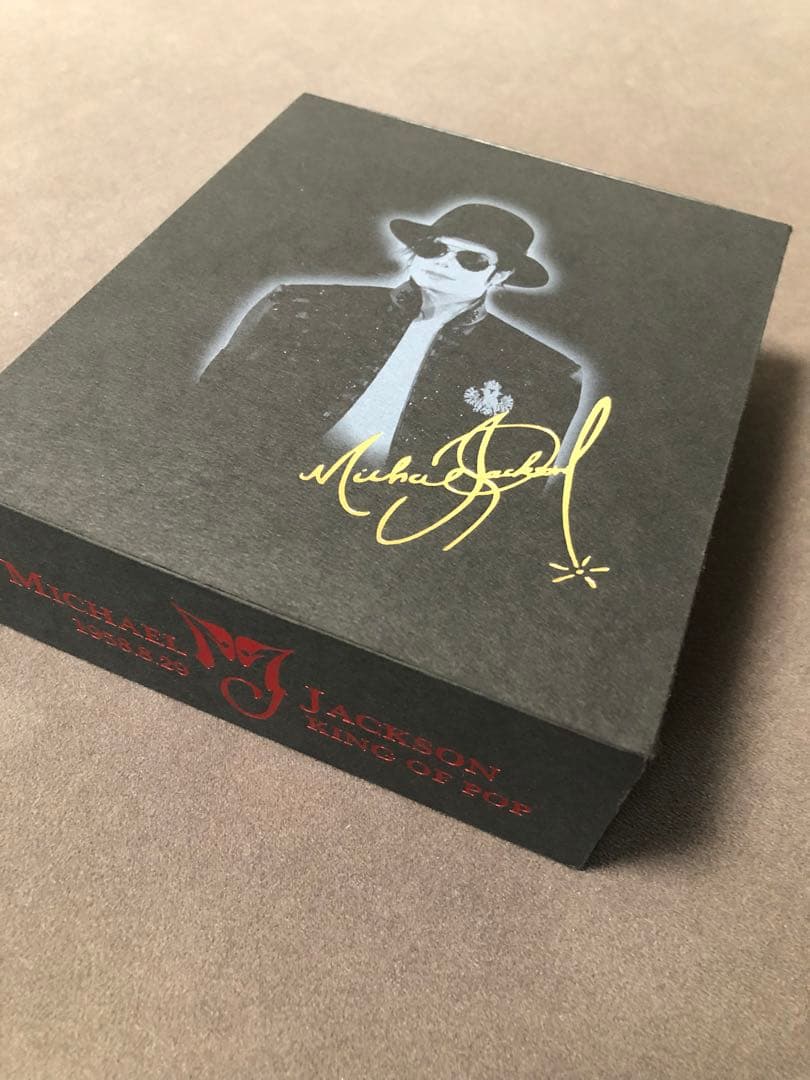 Michael Jackson
MICHAEL
1958.8.29
MJ
JACKSON
KING OF POP